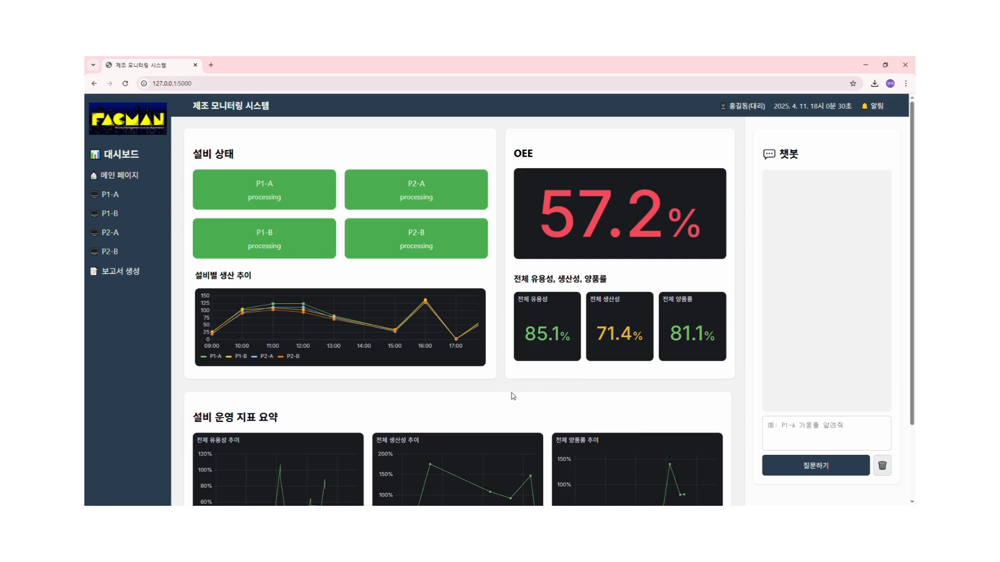 제조 모니터링 시스템
127.0.0.1:5000
FACMAN
제조 모니터링 시스템
홍길동(대리) 2025. 4. 11. 18시 0분 30초 알림
대시보드
메인 페이지
P1-A
P1-B
P2-A
P2-B
보고서 생성
설비 상태
P1-A
processing
P2-A
processing
P1-B
processing
P2-B
processing
설비별 생산 추이
150
125
100
75
50
25
0
09:00 10:00 11:00 12:00 13:00 14:00 15:00 16:00 17:00
P1-A P1-B P2-A P2-B
OEE
57.2%
전체 유용성, 생산성, 양품률
전체 유용성
85.1%
전체 생산성
71.4%
전체 양품률
81.1%
설비 운영 지표 요약
전체 유용성 추이
120%
100%
80%
60%
전체 생산성 추이
200%
150%
100%
전체 양품률 추이
150%
100%
챗봇
예: P1-A 가동률 알려줘
질문하기